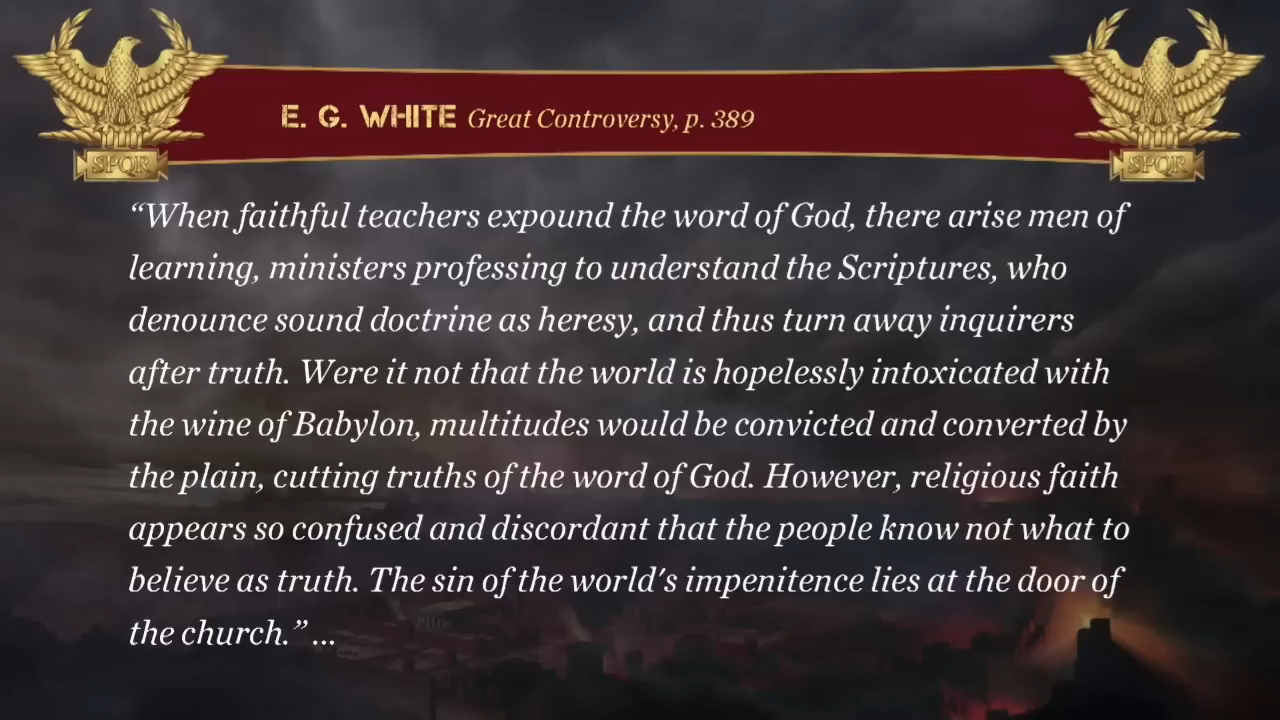 E. G. WHITE Great Controversy, p. 389
SPQR
SPQR
“When faithful teachers expound the word of God, there arise men of
learning, ministers professing to understand the Scriptures, who
denounce sound doctrine as heresy, and thus turn away inquirers
after truth. Were it not that the world is hopelessly intoxicated with
the wine of Babylon, multitudes would be convicted and converted by
the plain, cutting truths of the word of God. However, religious faith
appears so confused and discordant that the people know not what to
believe as truth. The sin of the world's impenitence lies at the door of
the church.” ...